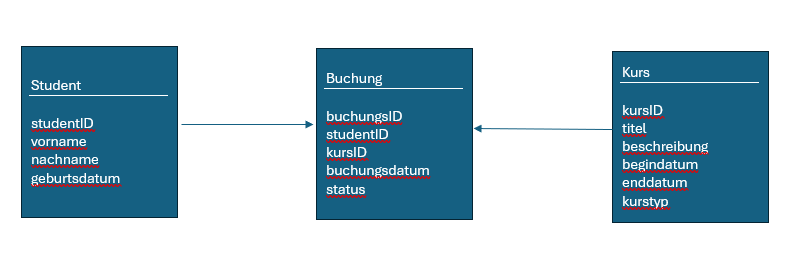 Student
studentID
vorname
nachname
geburtsdatum
Buchung
buchungsID
studentID
kursID
buchungsdatum
status
Kurs
kursID
titel
beschreibung
begindatum
enddatum
kurstyp